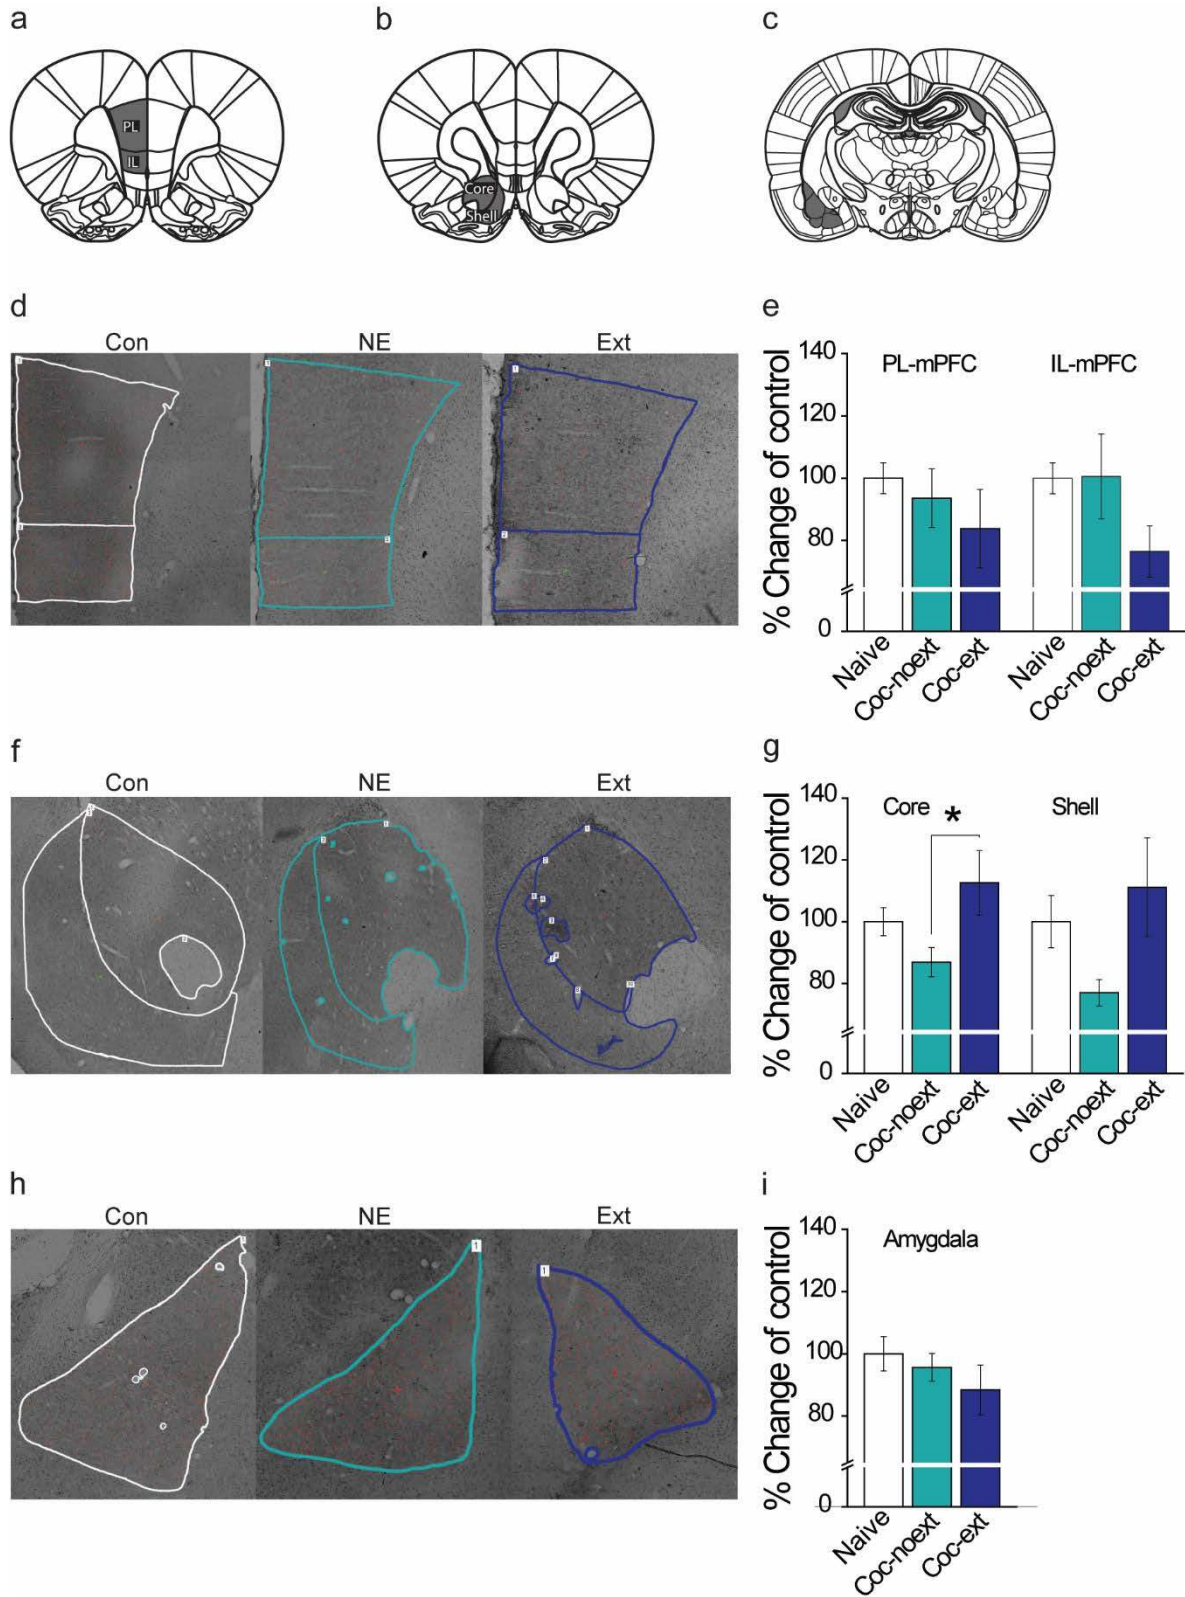 a
b
c
PL
IL
Core
Shell
d
Con
NE
Ext
e
% Change of control
140
100
80
0
PL-mPFC
IL-mPFC
Naive
Coc-noext
Coc-ext
Naive
Coc-noext
Coc-ext
f
Con
NE
Ext
g
% Change of control
140
120
100
80
0
Core
*
Shell
Naive
Coc-noext
Coc-ext
Naive
Coc-noext
Coc-ext
h
Con
NE
Ext
1
1
i
% Change of control
140
120
100
80
0
Amygdala
Naive
Coc-noext
Coc-ext